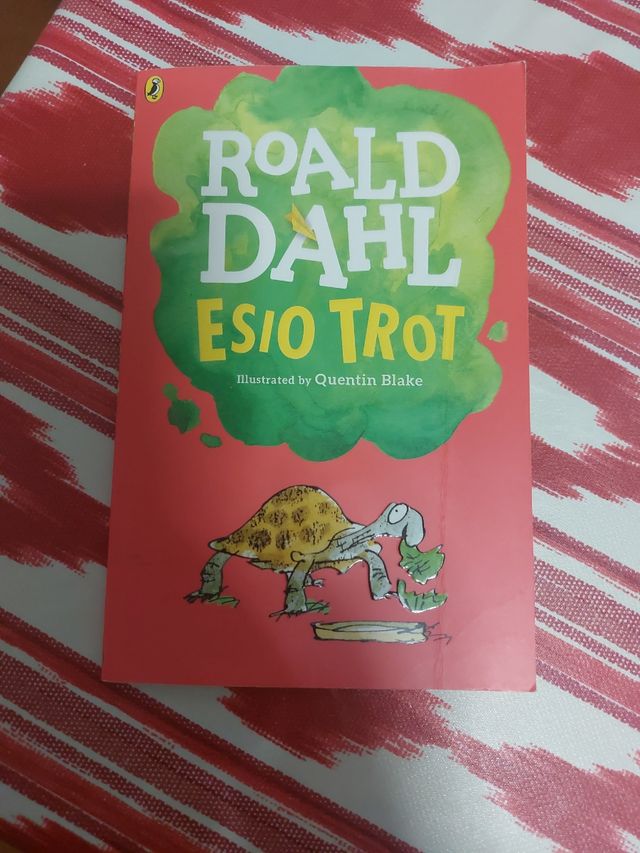 ROALD
DAHL
ESIO TROT
Illustrated by Quentin Blake